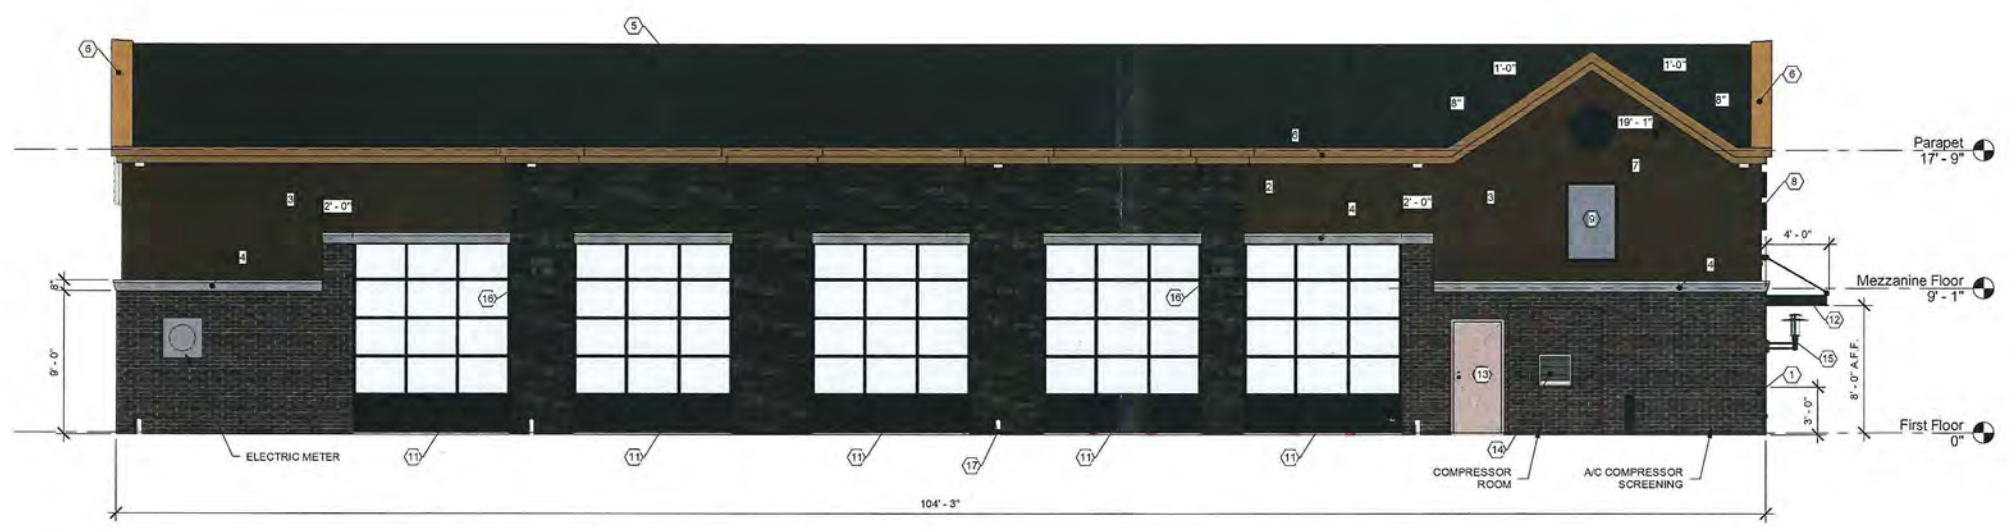 5
6
1'-0"
1'-0"
6
8"
8"
19' - 1"
6
Parapet
17' - 9"
7
2
3
3
8
2' - 0"
4
2' - 0"
9
4' - 0"
4
4
Mezzanine Floor
9' - 1"
8"
16
16
12
9' - 0"
15
13
1
8' - 0" A.F.F.
3' - 0"
First Floor
0"
ELECTRIC METER
11
11
11
17
11
11
14
COMPRESSOR
ROOM
A/C COMPRESSOR
SCREENING
104' - 3"